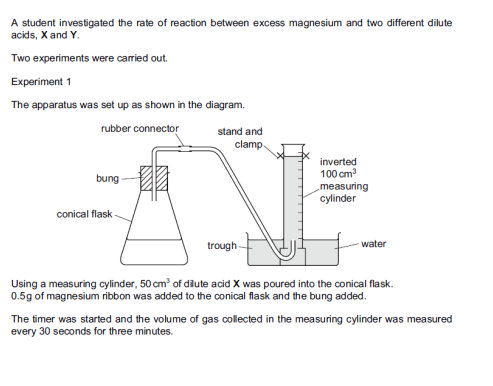 A student investigated the rate of reaction between excess magnesium and two different dilute
acids, X and Y.
Two experiments were carried out.
Experiment 1
The apparatus was set up as shown in the diagram.
rubber connector
stand and
clamp
inverted
100 cm³
measuring
cylinder
bung
conical flask
trough
water
Using a measuring cylinder, 50 cm³ of dilute acid X was poured into the conical flask.
0.5 g of magnesium ribbon was added to the conical flask and the bung added.
The timer was started and the volume of gas collected in the measuring cylinder was measured
every 30 seconds for three minutes.